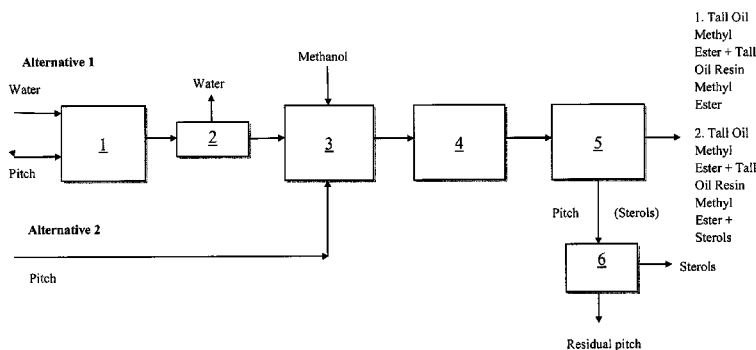 Alternative 1
Water
Pitch
1
Water
2
Methanol
3
4
5
1. Tall Oil
Methyl
Ester + Tall
Oil Resin
Methyl
Ester
2. Tall Oil
Methyl
Ester + Tall
Oil Resin
Methyl
Ester +
Sterols
Alternative 2
Pitch
Pitch (Sterols)
6
Sterols
Residual pitch